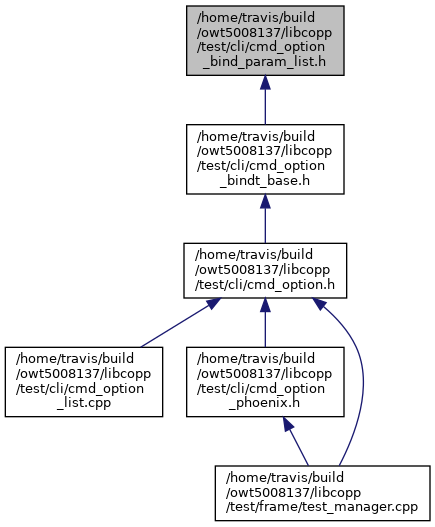 /home/travis/build
/owt5008137/libcopp
/test/cli/cmd_option
_bind_param_list.h
/home/travis/build
/owt5008137/libcopp
/test/cli/cmd_option
_bindt_base.h
/home/travis/build
/owt5008137/libcopp
/test/cli/cmd_option.h
/home/travis/build
/owt5008137/libcopp
/test/cli/cmd_option
_list.cpp
/home/travis/build
/owt5008137/libcopp
/test/cli/cmd_option
_phoenix.h
/home/travis/build
/owt5008137/libcopp
/test/frame/test_manager.cpp